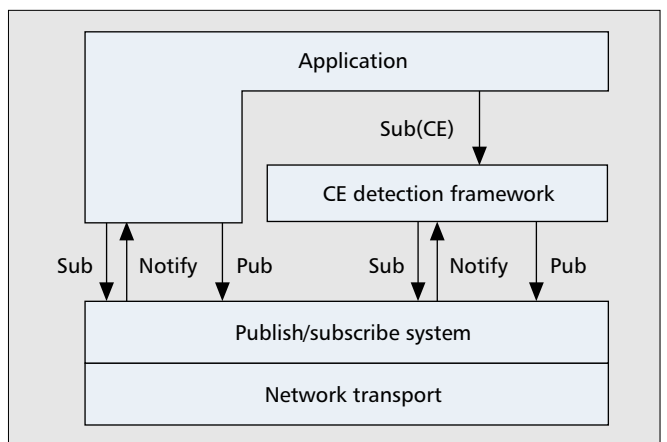 Application
Sub(CE)
CE detection framework
Sub Notify Pub Sub Notify Pub
Publish/subscribe system
Network transport